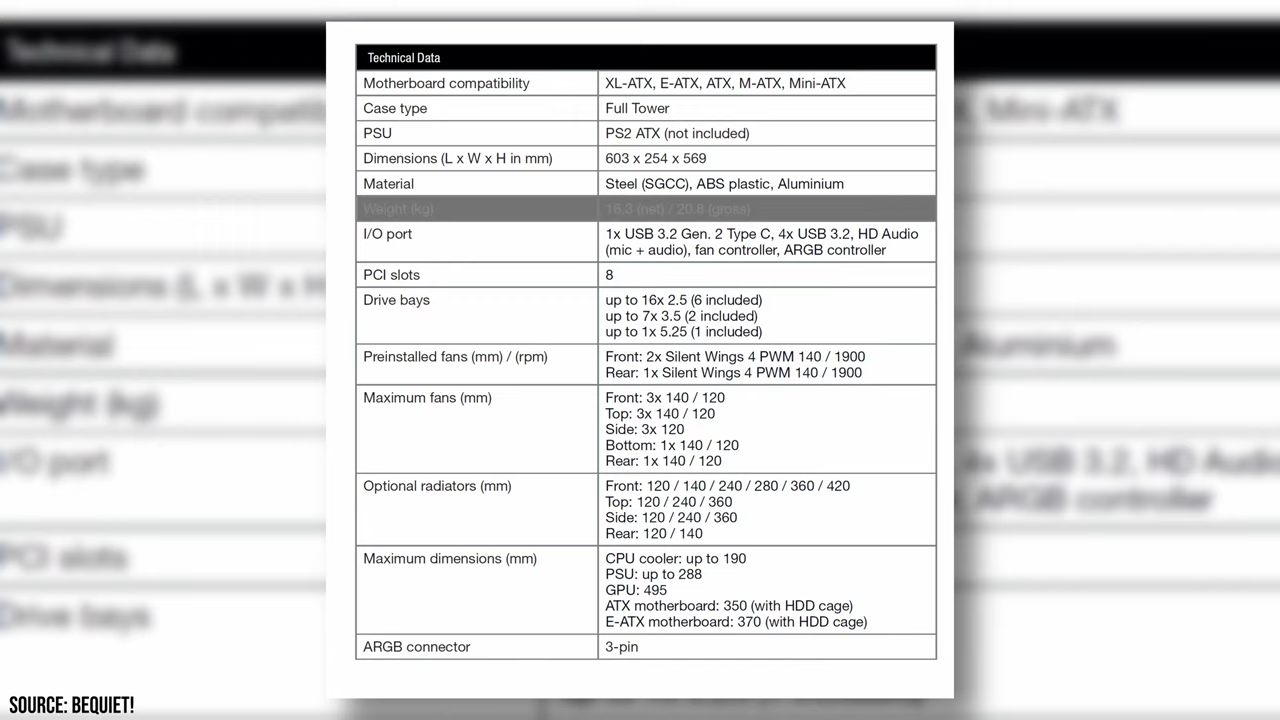 Technical Data
Motherboard compatibility XL-ATX, E-ATX, ATX, M-ATX, Mini-ATX
Case type Full Tower
PSU PS2 ATX (not included)
Dimensions (L x W x H in mm) 603 x 254 x 569
Material Steel (SGCC), ABS plastic, Aluminium
Weight (kg) 16.3 (net) / 20.8 (gross)
I/O port 1x USB 3.2 Gen. 2 Type C, 4x USB 3.2, HD Audio
(mic + audio), fan controller, ARGB controller
PCI slots 8
Drive bays up to 16x 2.5 (6 included)
up to 7x 3.5 (2 included)
up to 1x 5.25 (1 included)
Preinstalled fans (mm) / (rpm) Front: 2x Silent Wings 4 PWM 140 / 1900
Rear: 1x Silent Wings 4 PWM 140 / 1900
Maximum fans (mm) Front: 3x 140 / 120
Top: 3x 140 / 120
Side: 3x 120
Bottom: 1x 140 / 120
Rear: 1x 140 / 120
Optional radiators (mm) Front: 120 / 140 / 240 / 280 / 360 / 420
Top: 120 / 240 / 360
Side: 120 / 240 / 360
Rear: 120 / 140
Maximum dimensions (mm) CPU cooler: up to 190
PSU: up to 288
GPU: 495
ATX motherboard: 350 (with HDD cage)
E-ATX motherboard: 370 (with HDD cage)
ARGB connector 3-pin
SOURCE: BEQUIET!